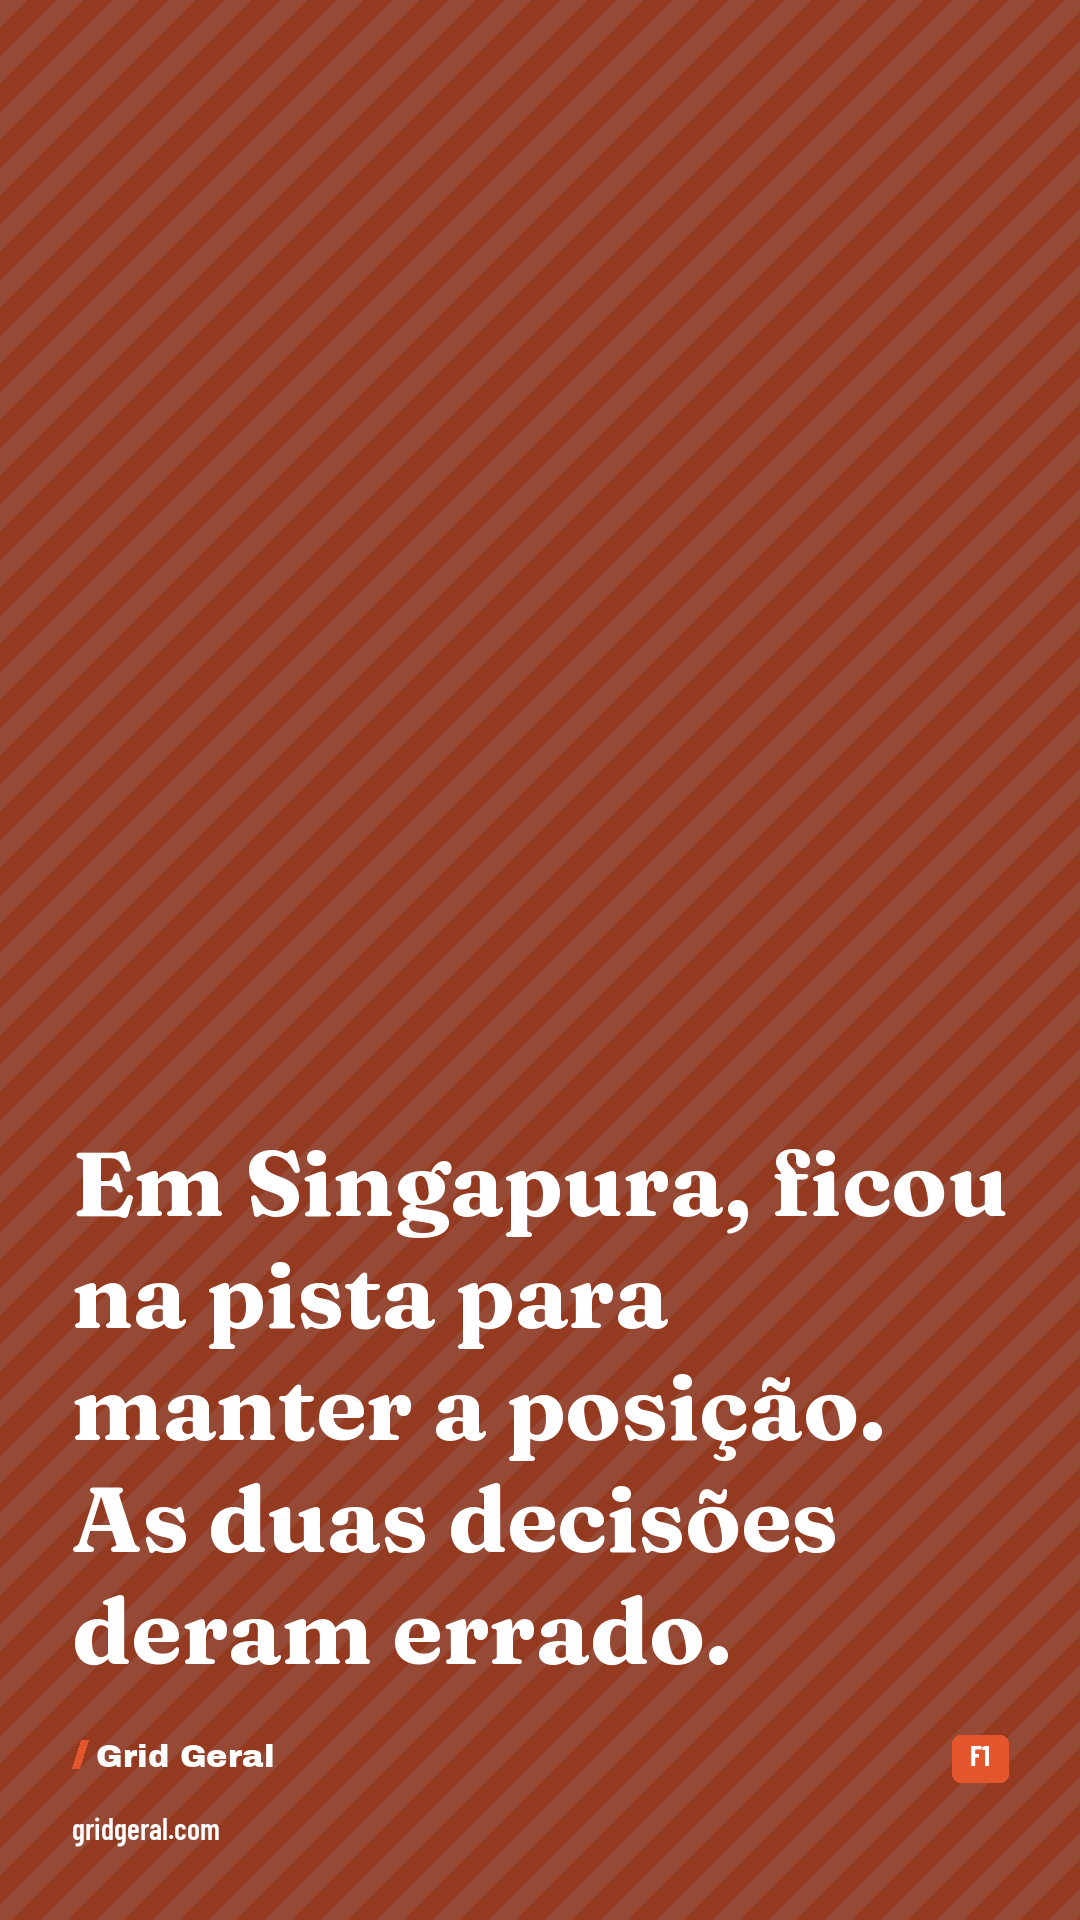 Em Singapura, ficou
na pista para
manter a posição.
As duas decisões
deram errado.
Grid Geral
F1
gridgeral.com